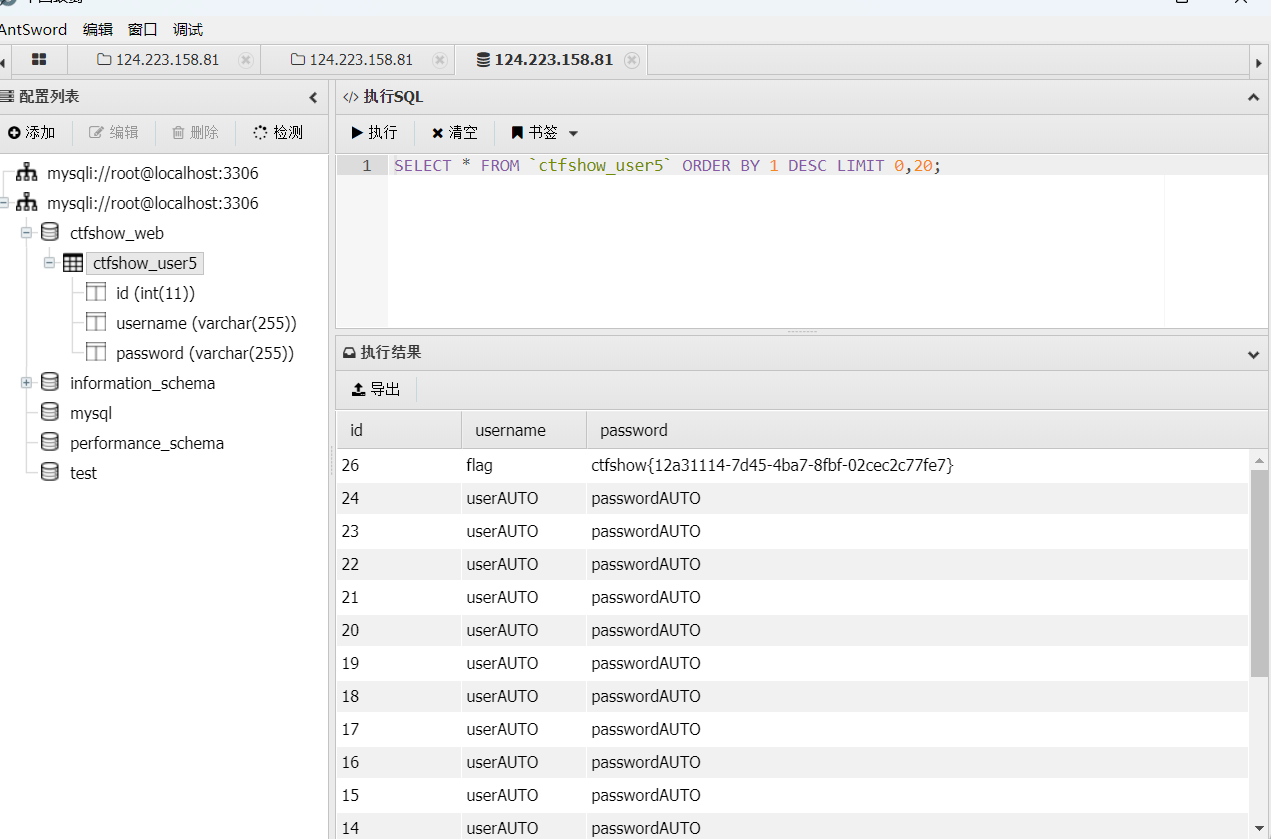 AntSword 编辑 窗口 调试
124.223.158.81 124.223.158.81 124.223.158.81
配置列表
添加 编辑 删除 检测
mysqli://root@localhost:3306
mysqli://root@localhost:3306
ctfshow_web
ctfshow_user5
id (int(11))
username (varchar(255))
password (varchar(255))
information_schema
mysql
performance_schema
test
</> 执行SQL
执行 清空 书签
1 SELECT * FROM `ctfshow_user5` ORDER BY 1 DESC LIMIT 0,20;
执行结果
导出
id username password
26 flag ctfshow{12a31114-7d45-4ba7-8fbf-02cec2c77fe7}
24 userAUTO passwordAUTO
23 userAUTO passwordAUTO
22 userAUTO passwordAUTO
21 userAUTO passwordAUTO
20 userAUTO passwordAUTO
19 userAUTO passwordAUTO
18 userAUTO passwordAUTO
17 userAUTO passwordAUTO
16 userAUTO passwordAUTO
15 userAUTO passwordAUTO
14 userAUTO passwordAUTO